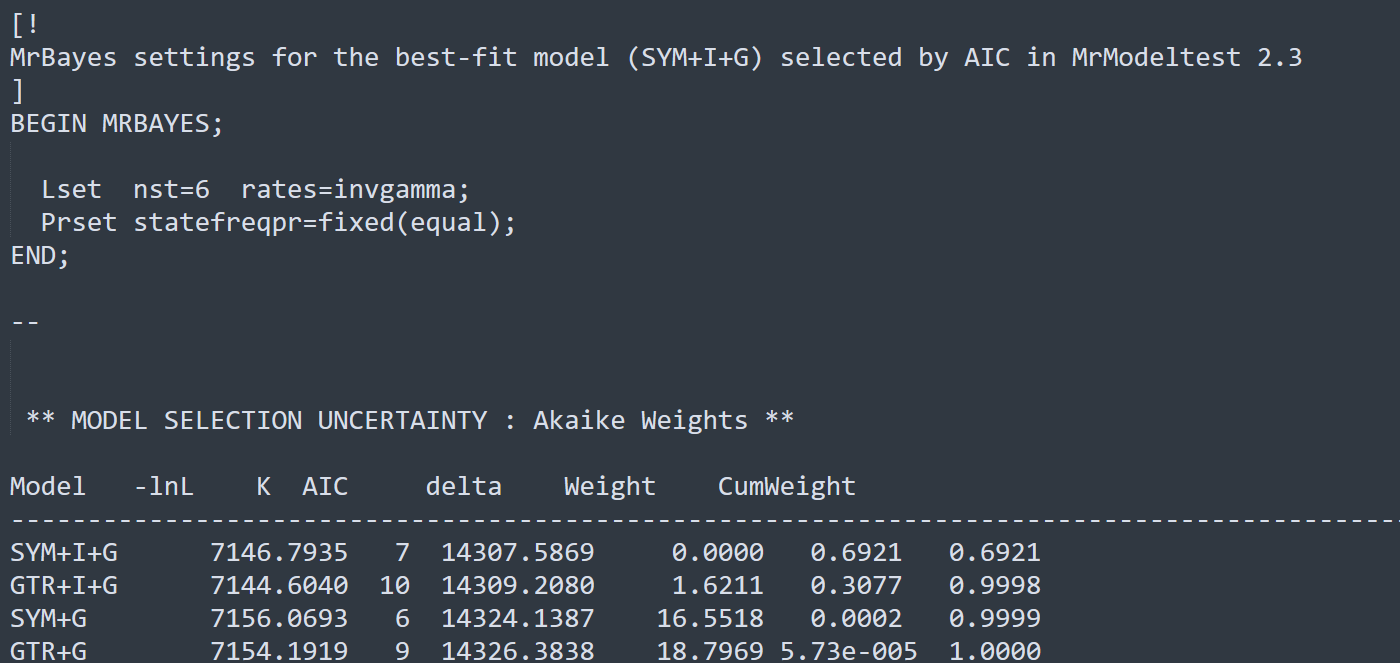 [!
MrBayes settings for the best-fit model (SYM+I+G) selected by AIC in MrModeltest 2.3
]
BEGIN MRBAYES;
Lset  nst=6  rates=invgamma;
Prset statefreqpr=fixed(equal);
END;
--
** MODEL SELECTION UNCERTAINTY : Akaike Weights **
Model   -lnL    K  AIC     delta    Weight    CumWeight
------------------------------------------------------------------------------------------
SYM+I+G      7146.7935   7  14307.5869     0.0000   0.6921   0.6921
GTR+I+G      7144.6040  10  14309.2080     1.6211   0.3077   0.9998
SYM+G        7156.0693   6  14324.1387    16.5518   0.0002   0.9999
GTR+G        7154.1919   9  14326.3838    18.7969 5.73e-005  1.0000